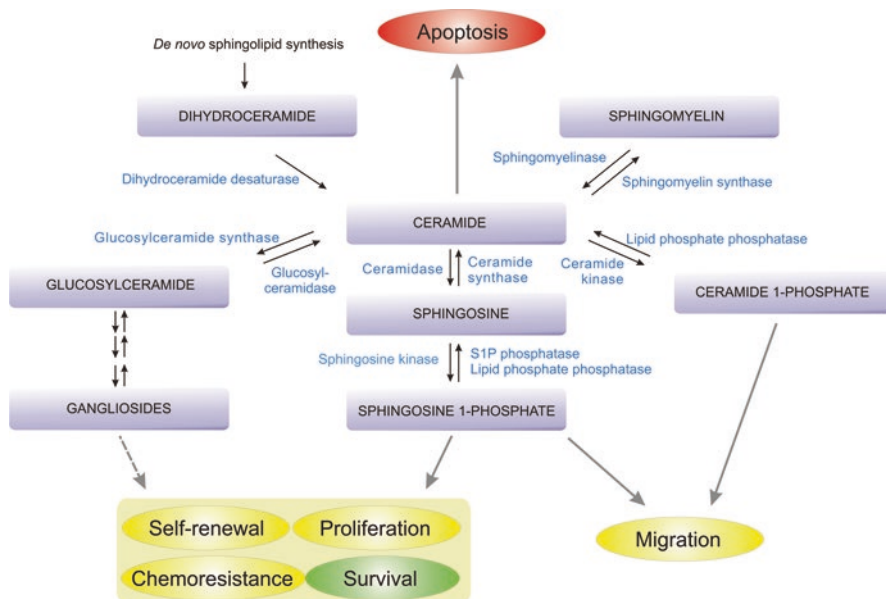 Apoptosis
De novo sphingolipid synthesis
DIHYDROCERAMIDE
SPHINGOMYELIN
Sphingomyelinase
Dihydroceramide desaturase
Sphingomyelin synthase
CERAMIDE
Glucosylceramide synthase
Lipid phosphate phosphatase
Ceramidase
Ceramide
synthase
Ceramide
kinase
Glucosyl-
ceramidase
GLUCOSYLCERAMIDE
CERAMIDE 1-PHOSPHATE
SPHINGOSINE
Sphingosine kinase
S1P phosphatase
Lipid phosphate phosphatase
GANGLIOSIDES
SPHINGOSINE 1-PHOSPHATE
Self-renewal
Proliferation
Migration
Chemoresistance
Survival